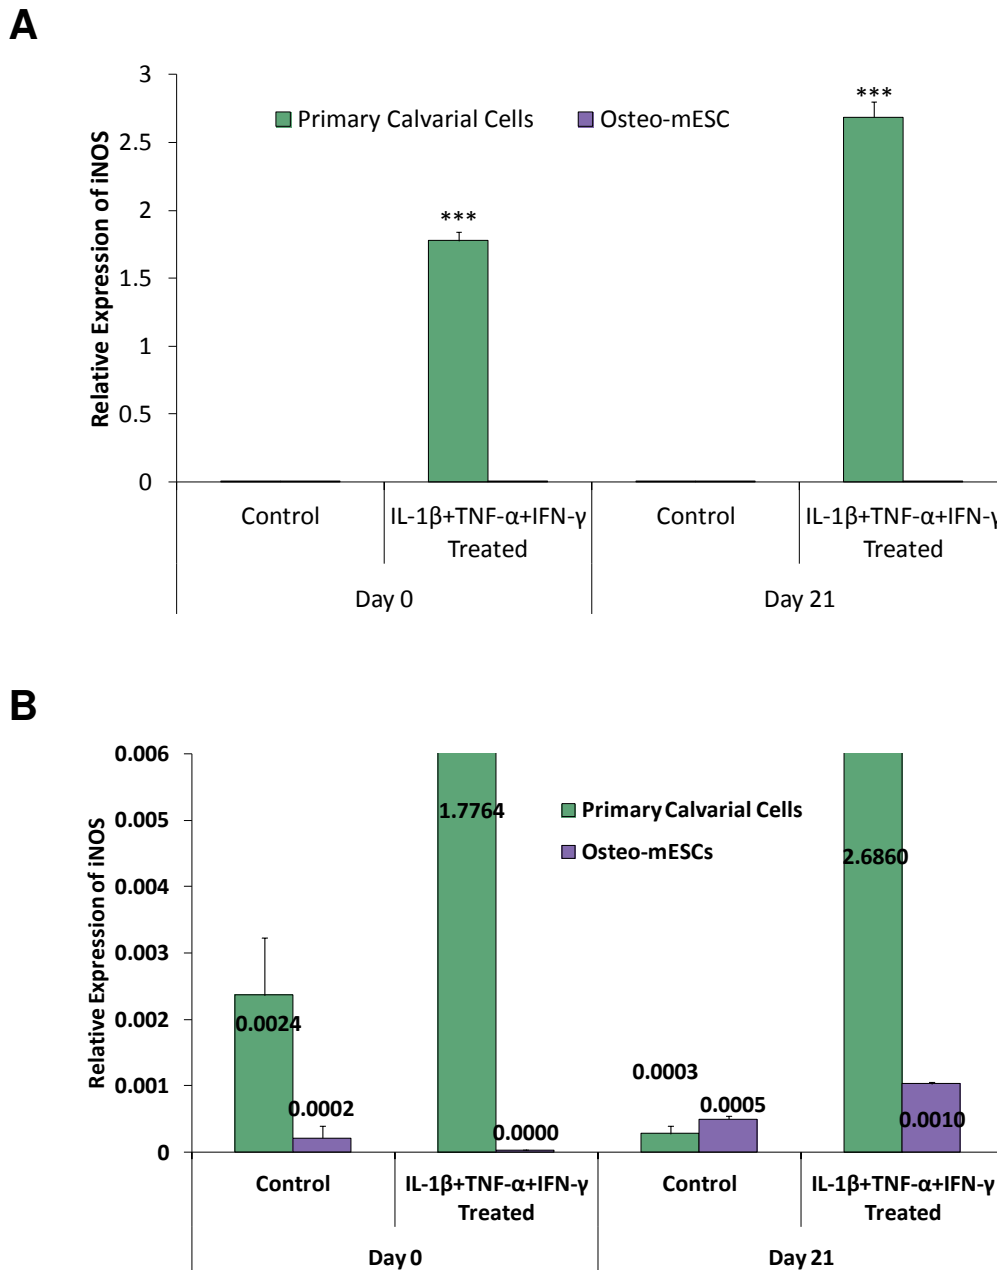 A
3
2.5
2
1.5
1
0.5
0
Relative Expression of iNOS
Primary Calvarial Cells
Osteo-mESC
***
***
Control
IL-1β+TNF-α+IFN-γ
Treated
Control
IL-1β+TNF-α+IFN-γ
Treated
Day 0
Day 21
B
0.006
0.005
0.004
0.003
0.002
0.001
0
Relative Expression of iNOS
Primary Calvarial Cells
Osteo-mESCs
0.0024
0.0002
1.7764
0.0000
0.0003
0.0005
2.6860
0.0010
Control
IL-1β+TNF-α+IFN-γ
Treated
Control
IL-1β+TNF-α+IFN-γ
Treated
Day 0
Day 21